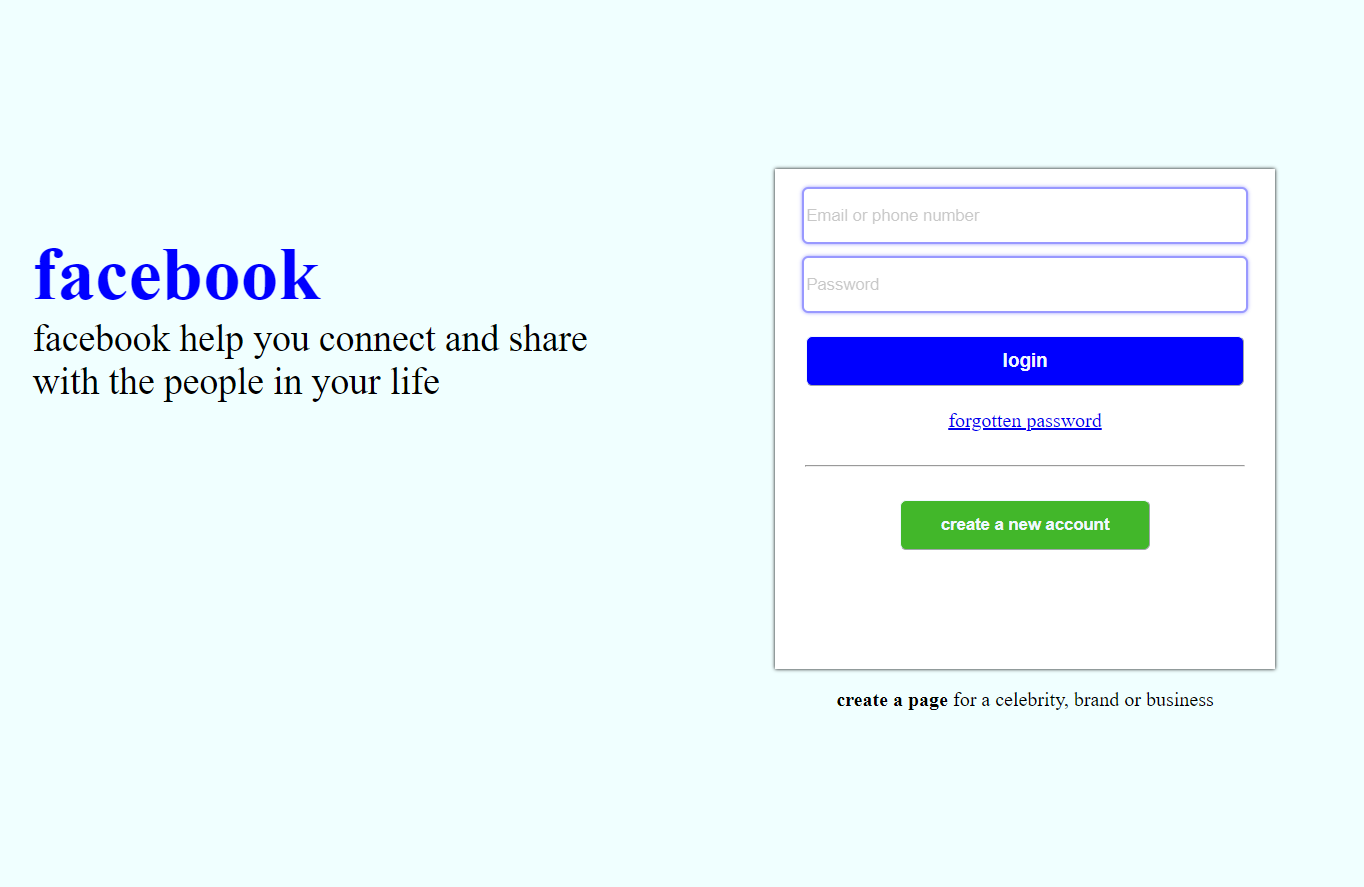 facebook
facebook help you connect and share
with the people in your life
Email or phone number
Password
login
forgotten password
create a new account
create a page for a celebrity, brand or business